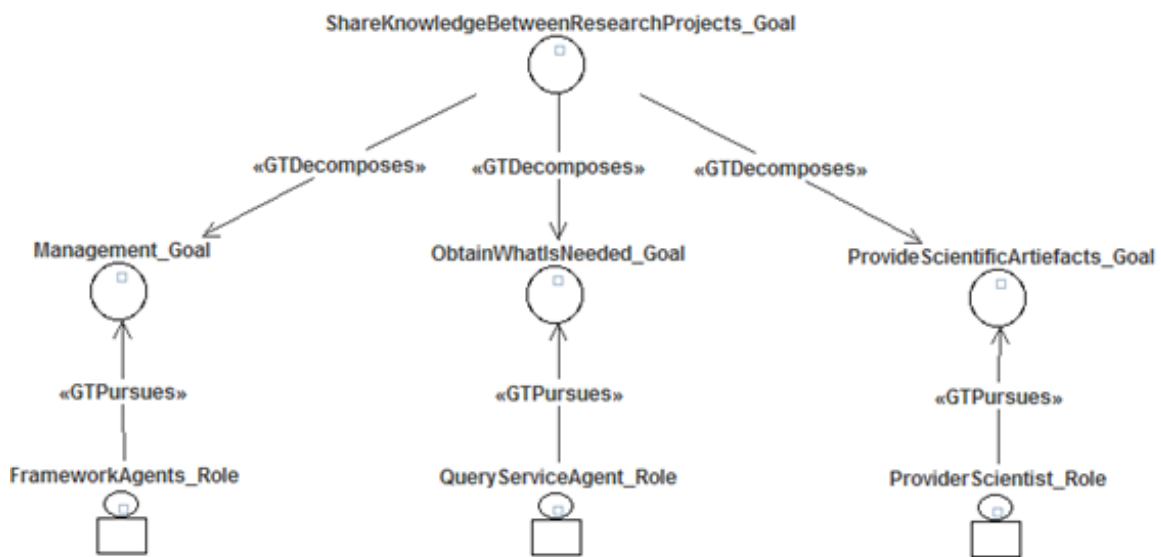 ShareKnowledgeBetweenResearchProjects_Goal
«GTDecomposes» «GTDecomposes» «GTDecomposes»
Management_Goal ObtainWhatIsNeeded_Goal ProvideScientificArtiefacts_Goal
«GTPursues» «GTPursues» «GTPursues»
FrameworkAgents_Role QueryServiceAgent_Role ProviderScientist_Role